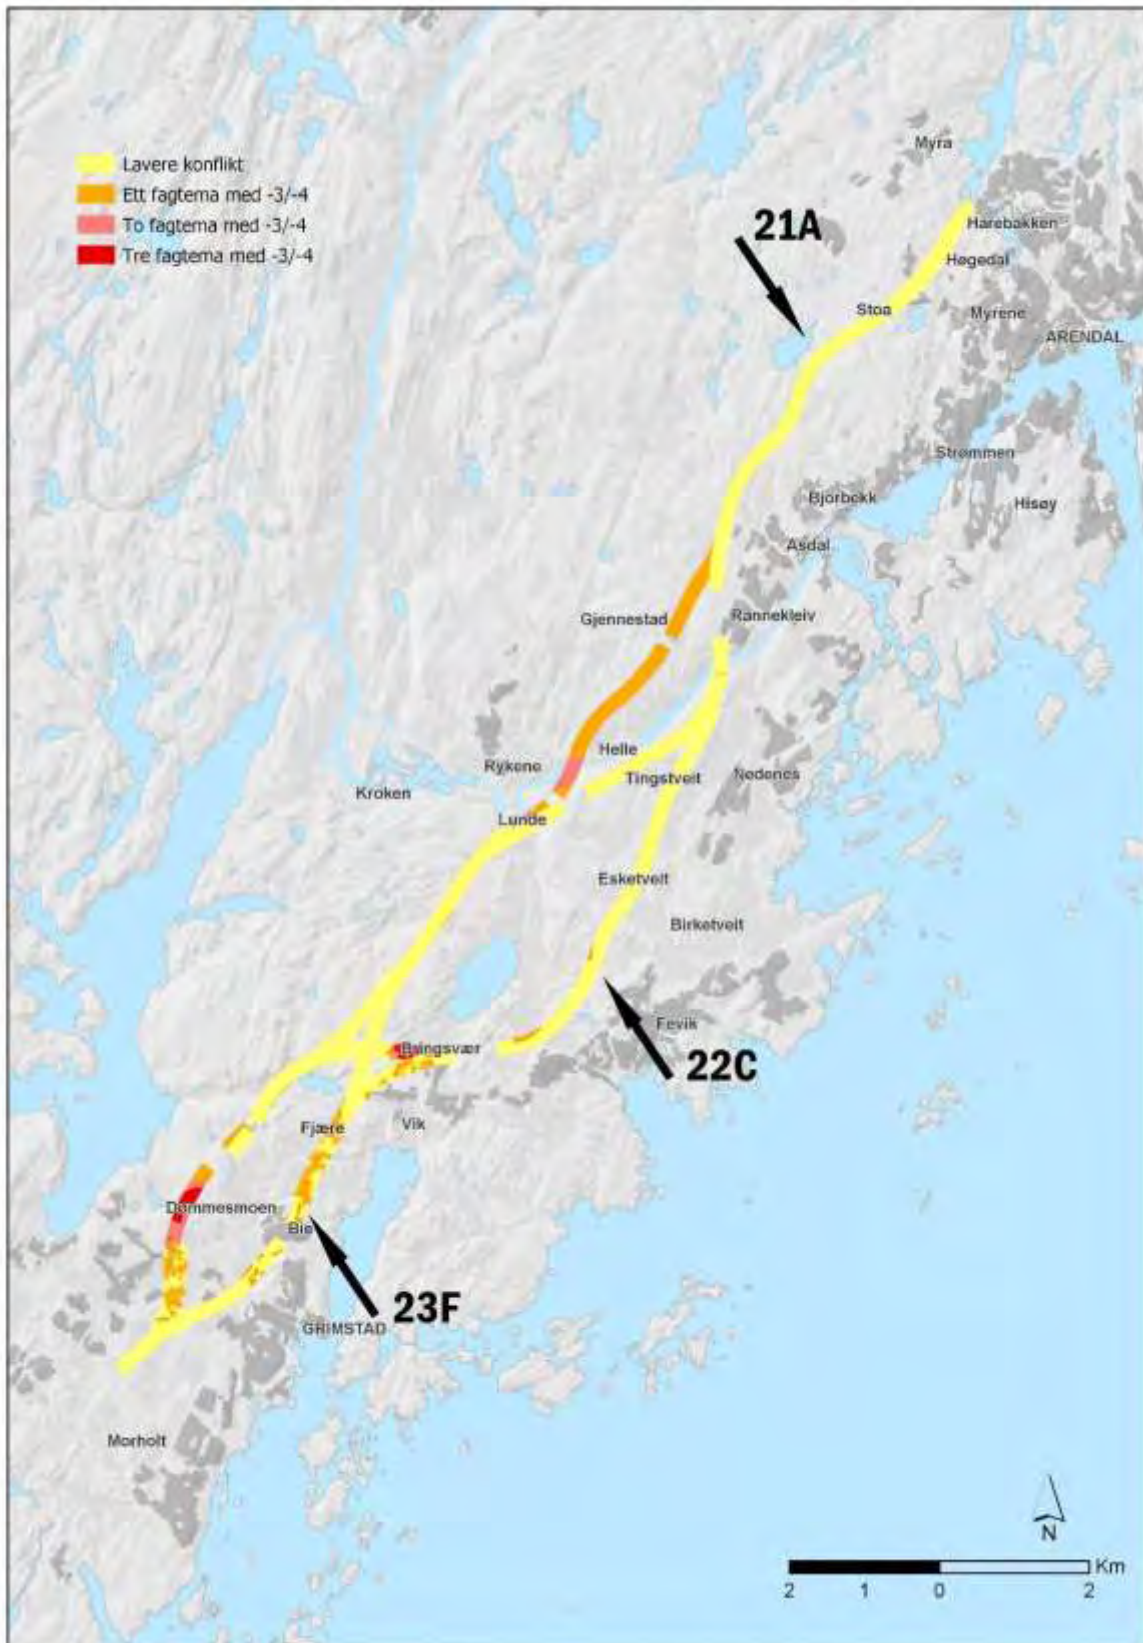 Myra
Lavere konflikt
Ett fagtema med -3/-4
To fagtema med -3/-4
Tre fagtema med -3/-4
21A
Harebakken
Høgedal
Stoa
Myrene
ARENDAL
Strømmen
Bjorbekk
Hisøy
Asdal
Gjennestad
Rannekleiv
Helle
Rykene
Tingstveit
Nedenes
Kroken
Lunde
Esketveit
Birketveit
Fevik
Bringsvær
22C
Fjære
Vik
Dømmesmoen
Bie
23F
GRIMSTAD
Morholt
N
Km
2 1 0 2